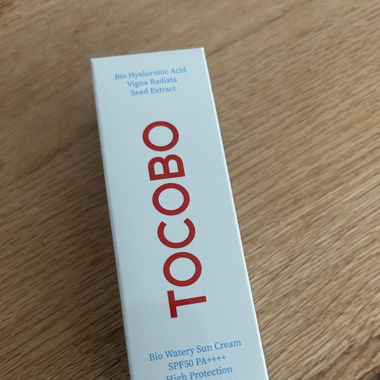 Bio Hyaluronic Acid
Vigna Radiata
Seed Extract
TOCOBO
Bio Watery Sun Cream
SPF50 PA++++
High Protection